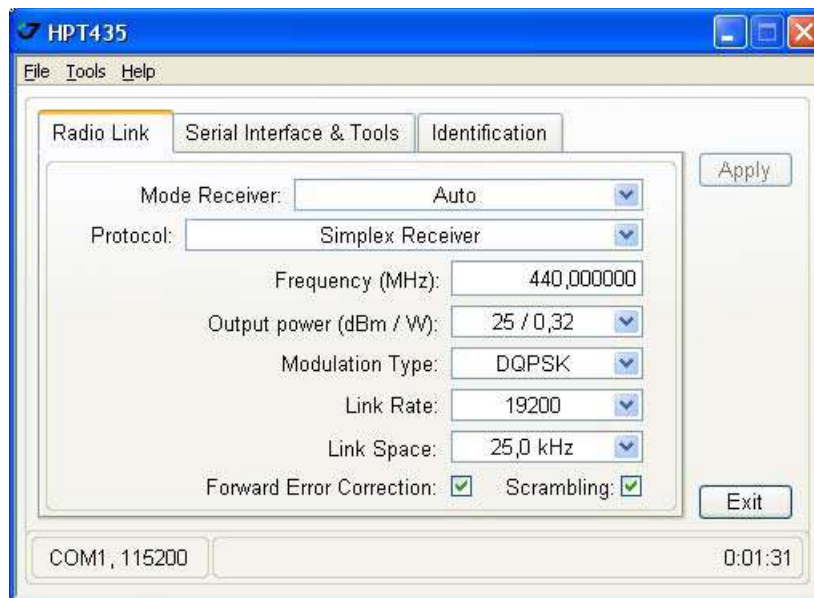 HPT435
File Tools Help
Radio Link Serial Interface & Tools Identification
Apply
Mode Receiver: Auto
Protocol: Simplex Receiver
Frequency (MHz): 440,000000
Output power (dBm / W): 25 / 0,32
Modulation Type: DQPSK
Link Rate: 19200
Link Space: 25,0 kHz
Forward Error Correction: Scrambling:
Exit
COM1, 115200 0:01:31